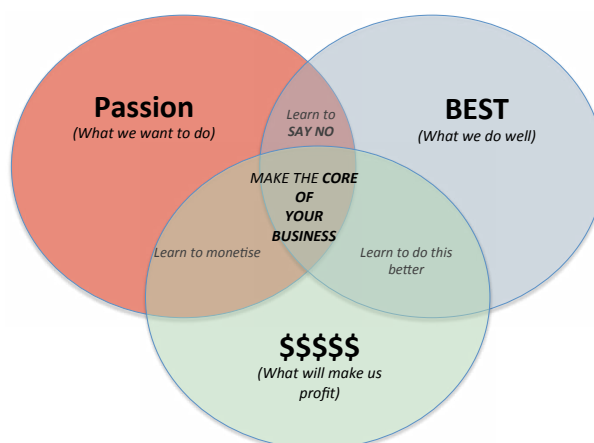 Passion
(What we want to do)
BEST
(What we do well)
Learn to
SAY NO
MAKE THE CORE
OF
YOUR
BUSINESS
Learn to monetise
Learn to do this
better
$$$$$
(What will make us
profit)